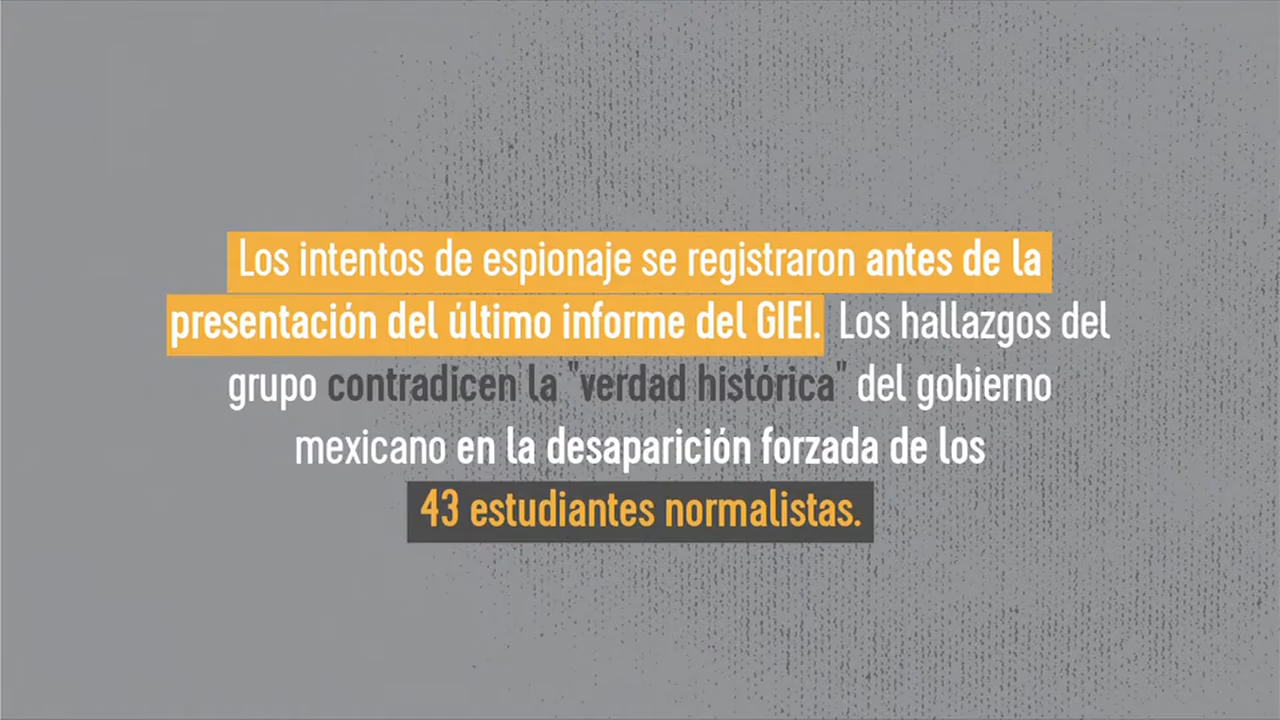 Los intentos de espionaje se registraron antes de la
presentación del último informe del GIEI. Los hallazgos del
grupo contradicen la "verdad histórica" del gobierno
mexicano en la desaparición forzada de los
43 estudiantes normalistas.